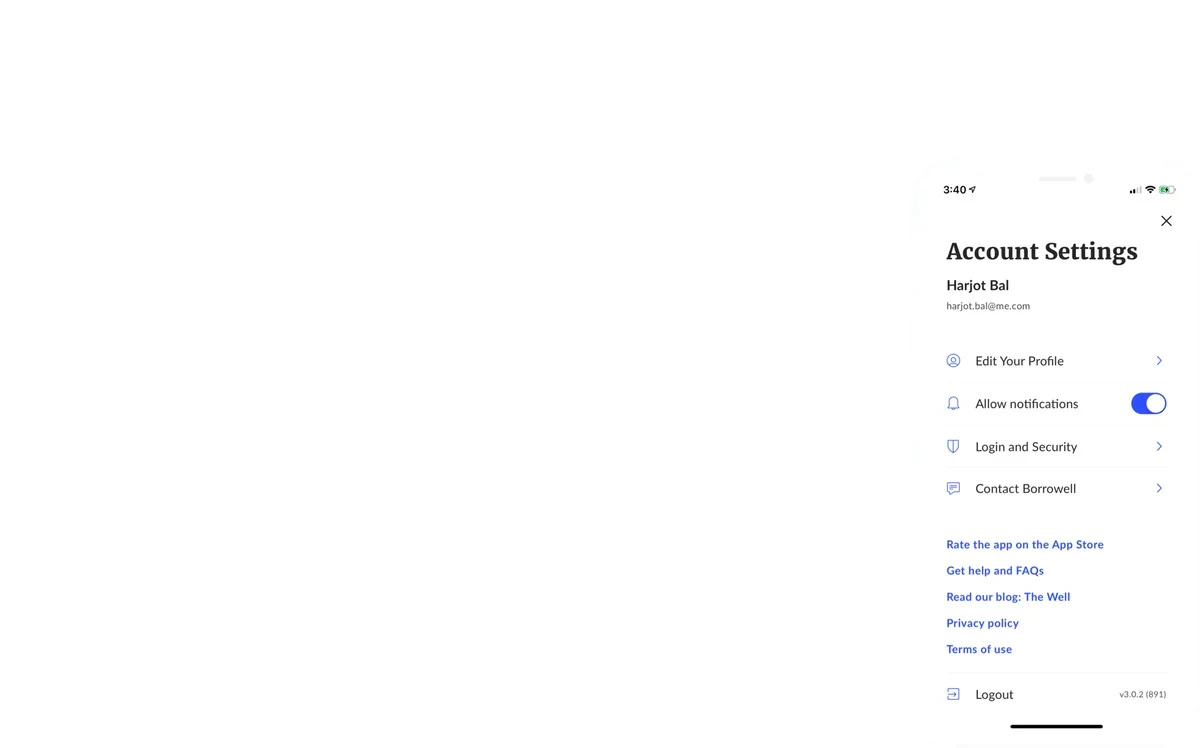 3:40
Account Settings
Harjot Bal
harjot.bal@me.com
Edit Your Profile
Allow notifications
Login and Security
Contact Borrowell
Rate the app on the App Store
Get help and FAQs
Read our blog: The Well
Privacy policy
Terms of use
Logout v3.0.2 (891)